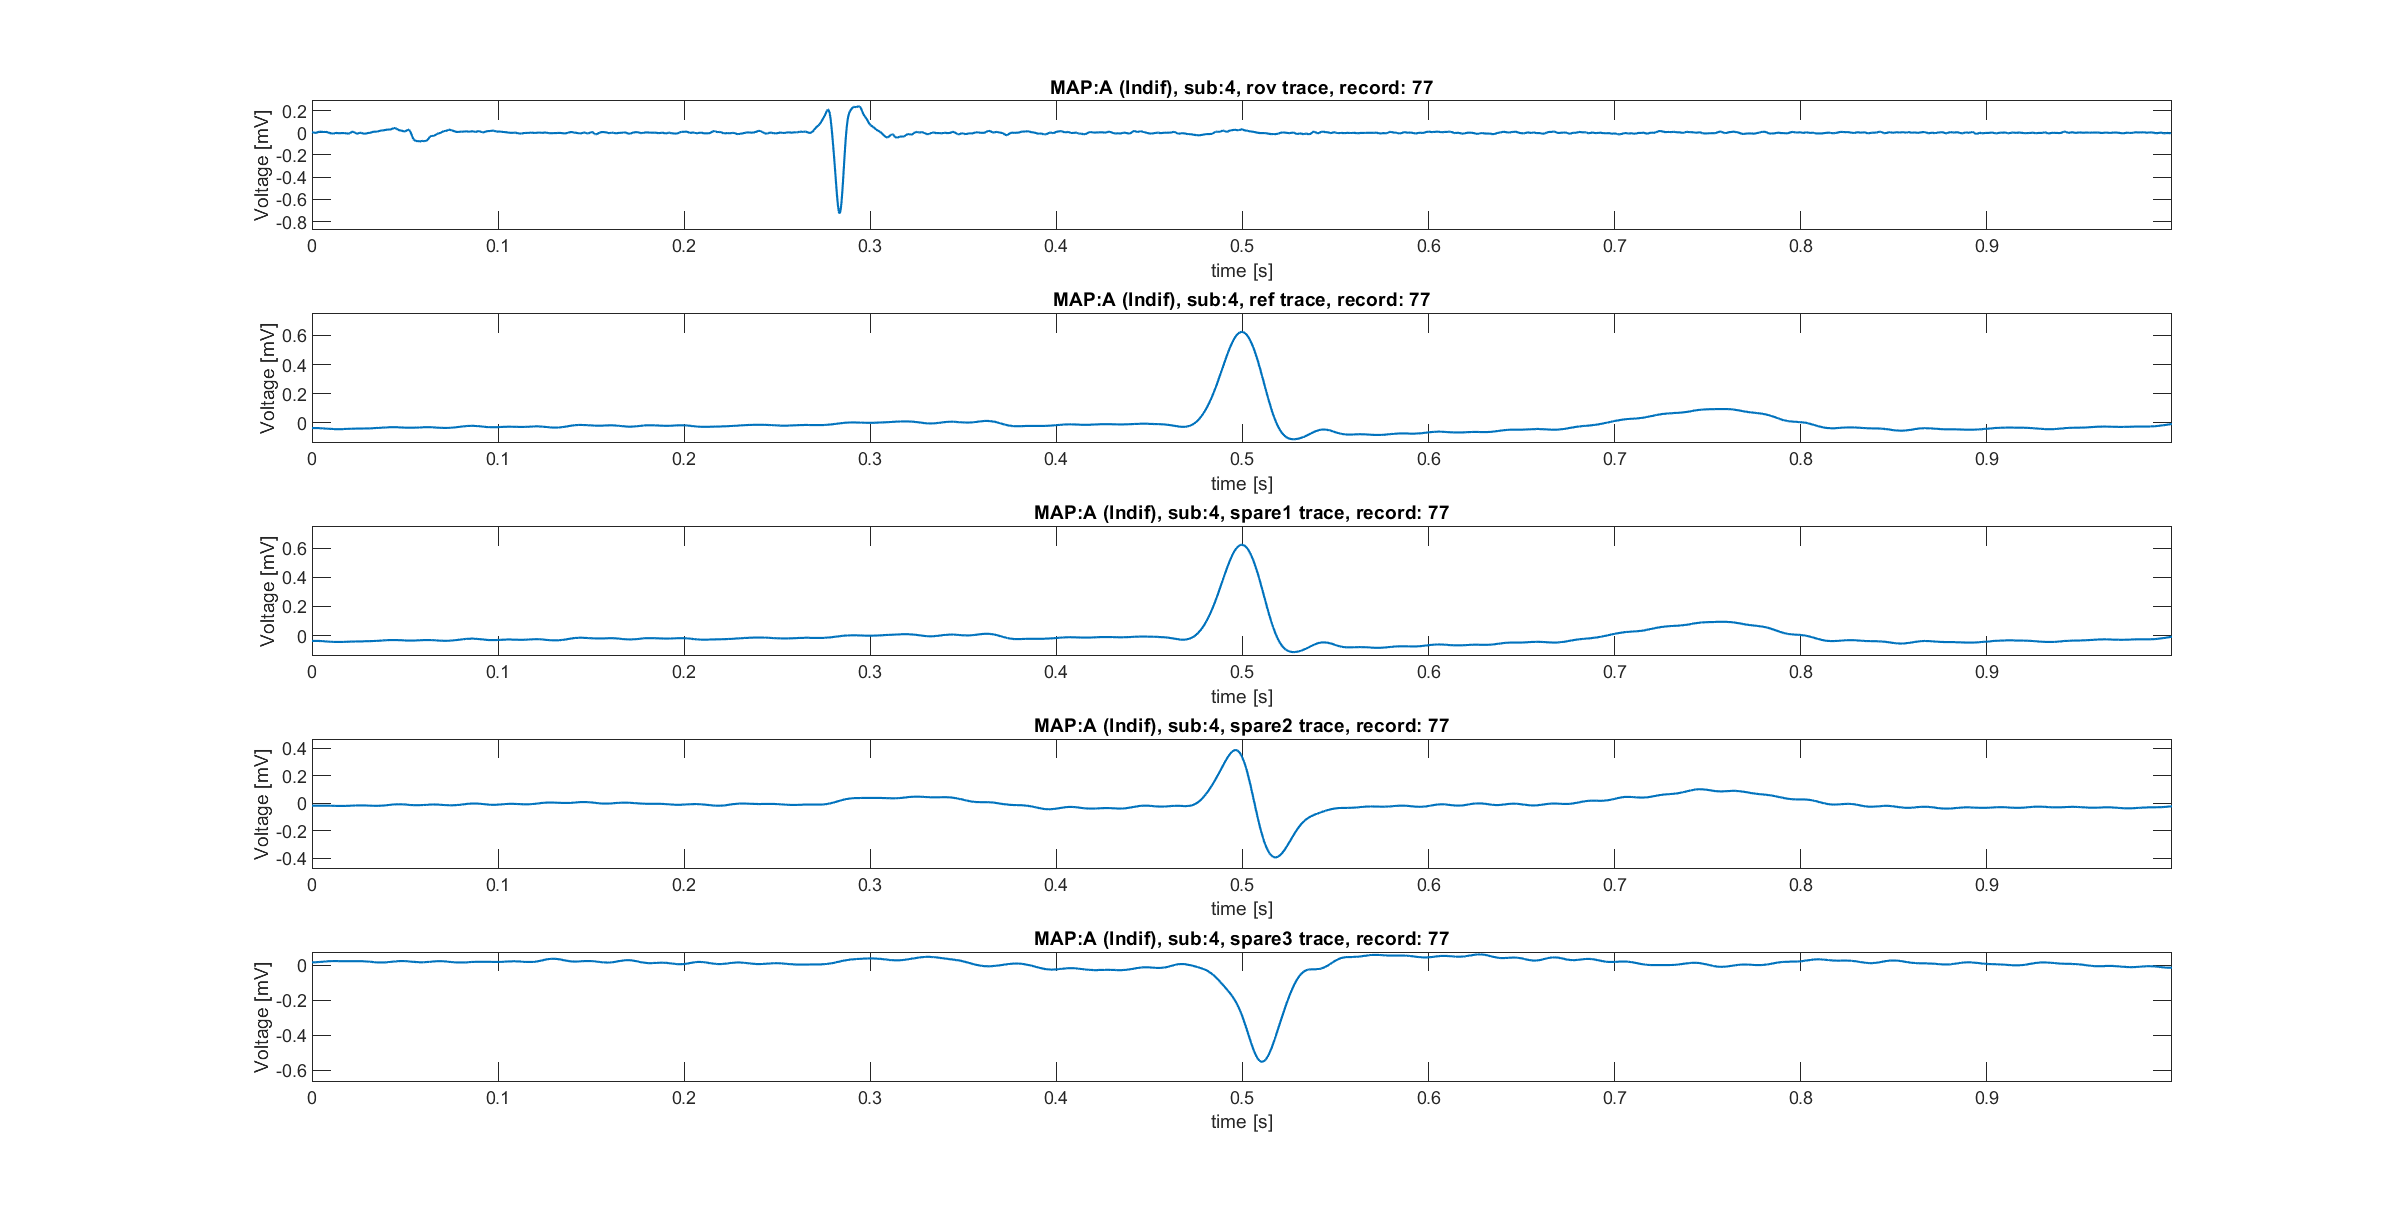 MAP:A (Indif), sub:4, rov trace, record: 77
Voltage [mV]
0.2
0
-0.2
-0.4
-0.6
-0.8
0 0.1 0.2 0.3 0.4 0.5 0.6 0.7 0.8 0.9
time [s]
MAP:A (Indif), sub:4, ref trace, record: 77
Voltage [mV]
0.6
0.4
0.2
0
0 0.1 0.2 0.3 0.4 0.5 0.6 0.7 0.8 0.9
time [s]
MAP:A (Indif), sub:4, spare1 trace, record: 77
Voltage [mV]
0.6
0.4
0.2
0
0 0.1 0.2 0.3 0.4 0.5 0.6 0.7 0.8 0.9
time [s]
MAP:A (Indif), sub:4, spare2 trace, record: 77
Voltage [mV]
0.4
0.2
0
-0.2
-0.4
0 0.1 0.2 0.3 0.4 0.5 0.6 0.7 0.8 0.9
time [s]
MAP:A (Indif), sub:4, spare3 trace, record: 77
Voltage [mV]
0
-0.2
-0.4
-0.6
0 0.1 0.2 0.3 0.4 0.5 0.6 0.7 0.8 0.9
time [s]